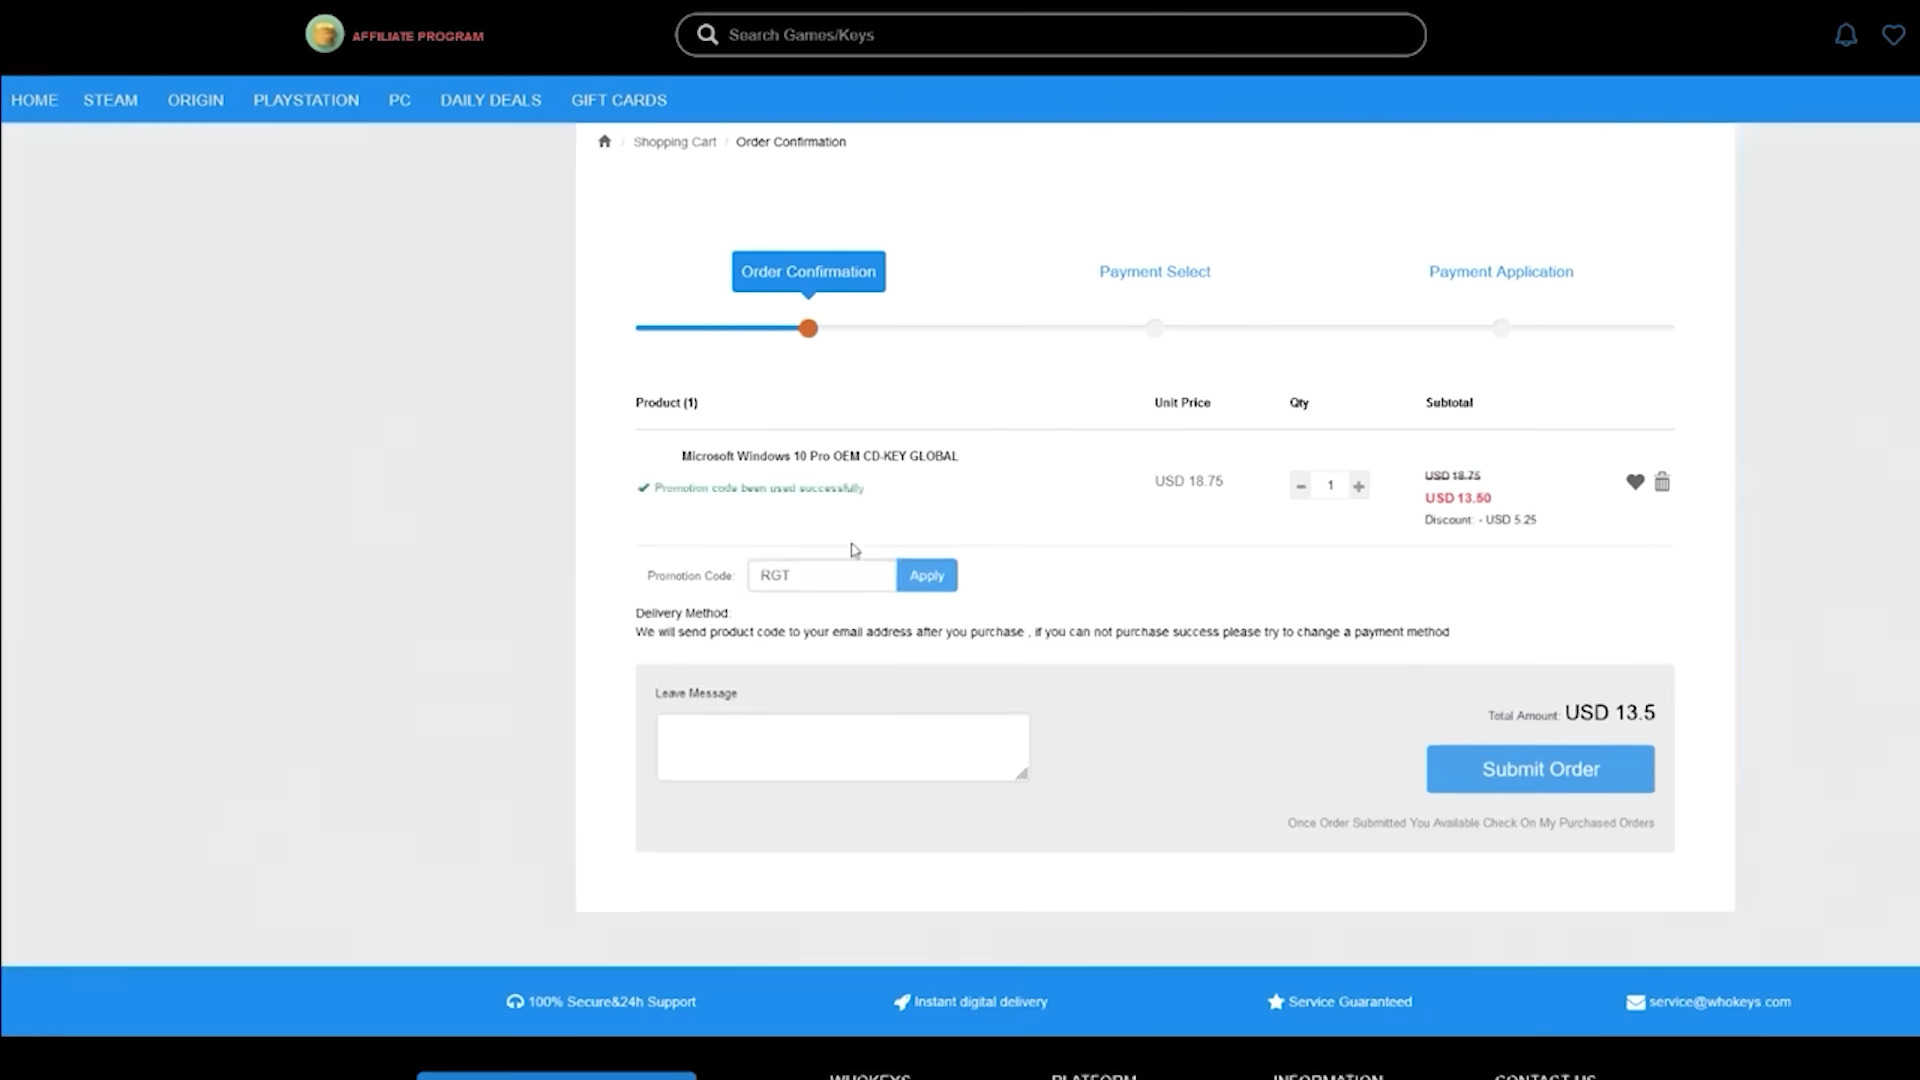 AFFILIATE PROGRAM
Search Games/Keys
HOME STEAM ORIGIN PLAYSTATION PC DAILY DEALS GIFT CARDS
/ Shopping Cart / Order Confirmation
Order Confirmation Payment Select Payment Application
Product (1) Unit Price Qty Subtotal
Microsoft Windows 10 Pro OEM CD-KEY GLOBAL
Promotion code been used successfully
USD 18.75
- 1 +
USD 18.75
USD 13.50
Discount: - USD 5.25
Promotion Code: RGT Apply
Delivery Method:
We will send product code to your email address after you purchase , if you can not purchase success please try to change a payment method
Leave Message
Total Amount: USD 13.5
Submit Order
Once Order Submitted You Available Check On My Purchased Orders
100% Secure&24h Support Instant digital delivery Service Guaranteed service@whokeys.com
WHOKEYS PLATFORM INFORMATION CONTACT US